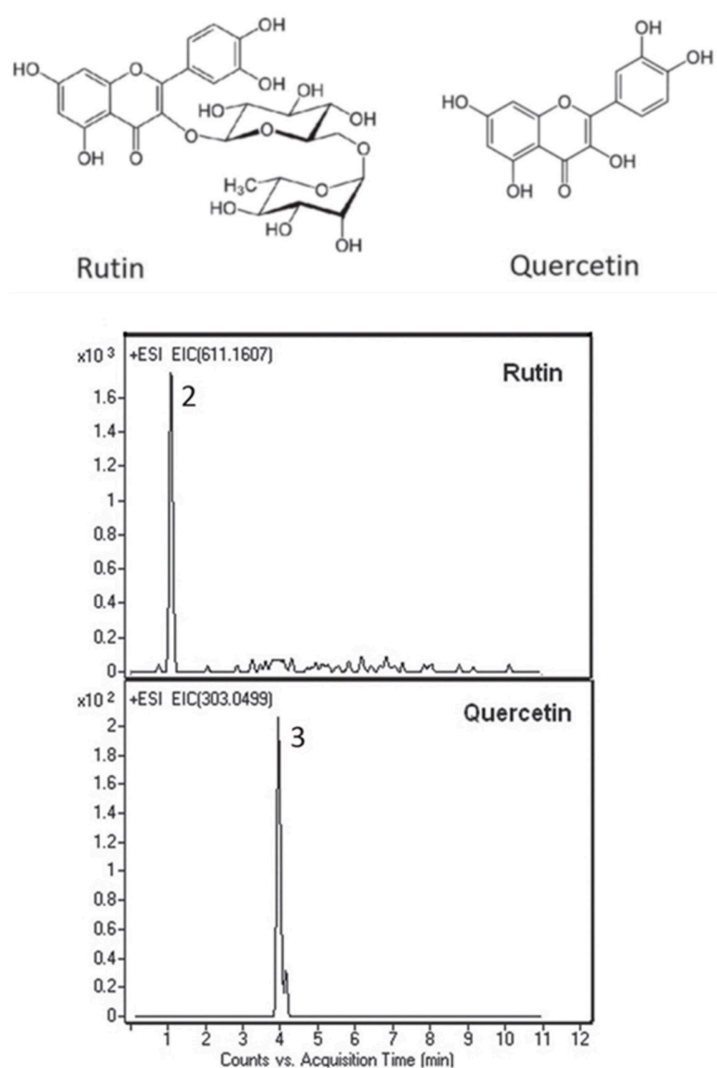 HO
O
OH
OH
OH
O
O
OH
HO
OH
O
OH
O
O
H₃C
O
HO
HO
OH
Rutin
HO
O
OH
OH
OH
O
OH
Quercetin
x10 3 +ESI EIC(611.1607)
Rutin
2
1.6
1.4
1.2
1
0.8
0.6
0.4
0.2
0
x10 2 +ESI EIC(303.0499)
Quercetin
3
2
1.8
1.6
1.4
1.2
1
0.8
0.6
0.4
0.2
0
1 2 3 4 5 6 7 8 9 10 11 12
Counts vs. Acquisition Time (min)